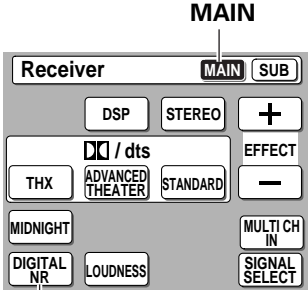 MAIN
Receiver MAIN SUB
DSP STEREO +
EFFECT
/ dts
THX ADVANCED THEATER STANDARD −
MIDNIGHT MULTI CH IN
DIGITAL NR LOUDNESS SIGNAL SELECT